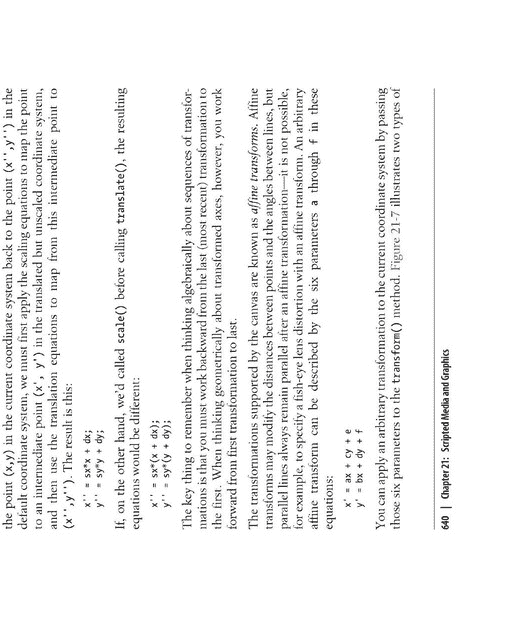 the point (x,y) in the current coordinate system back to the point (x'',y'') in the
default coordinate system, we must first apply the scaling equations to map the point
to an intermediate point (x', y') in the translated but unscaled coordinate system,
and then use the translation equations to map from this intermediate point to
(x'',y''). The result is this:
x'' = sx*x + dx;
y'' = sy*y + dy;
If, on the other hand, we'd called scale() before calling translate(), the resulting
equations would be different:
x'' = sx*(x + dx);
y'' = sy*(y + dy);
The key thing to remember when thinking algebraically about sequences of transfor-
mations is that you must work backward from the last (most recent) transformation to
the first. When thinking geometrically about transformed axes, however, you work
forward from first transformation to last.
The transformations supported by the canvas are known as affine transforms. Affine
transforms may modify the distances between points and the angles between lines, but
parallel lines always remain parallel after an affine transformation—it is not possible,
for example, to specify a fish-eye lens distortion with an affine transform. An arbitrary
affine transform can be described by the six parameters a through f in these
equations:
x' = ax + cy + e
y' = bx + dy + f
You can apply an arbitrary transformation to the current coordinate system by passing
those six parameters to the transform() method. Figure 21-7 illustrates two types of
640 | Chapter 21: Scripted Media and Graphics